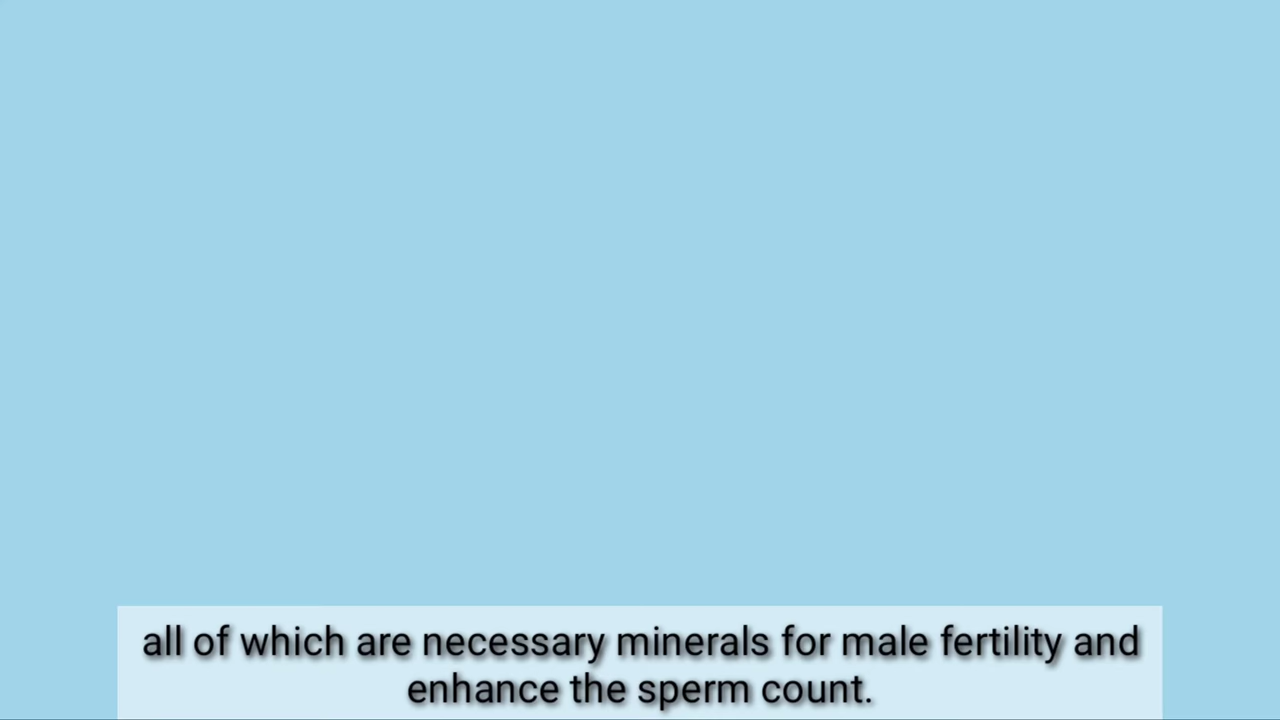 all of which are necessary minerals for male fertility and
enhance the sperm count.